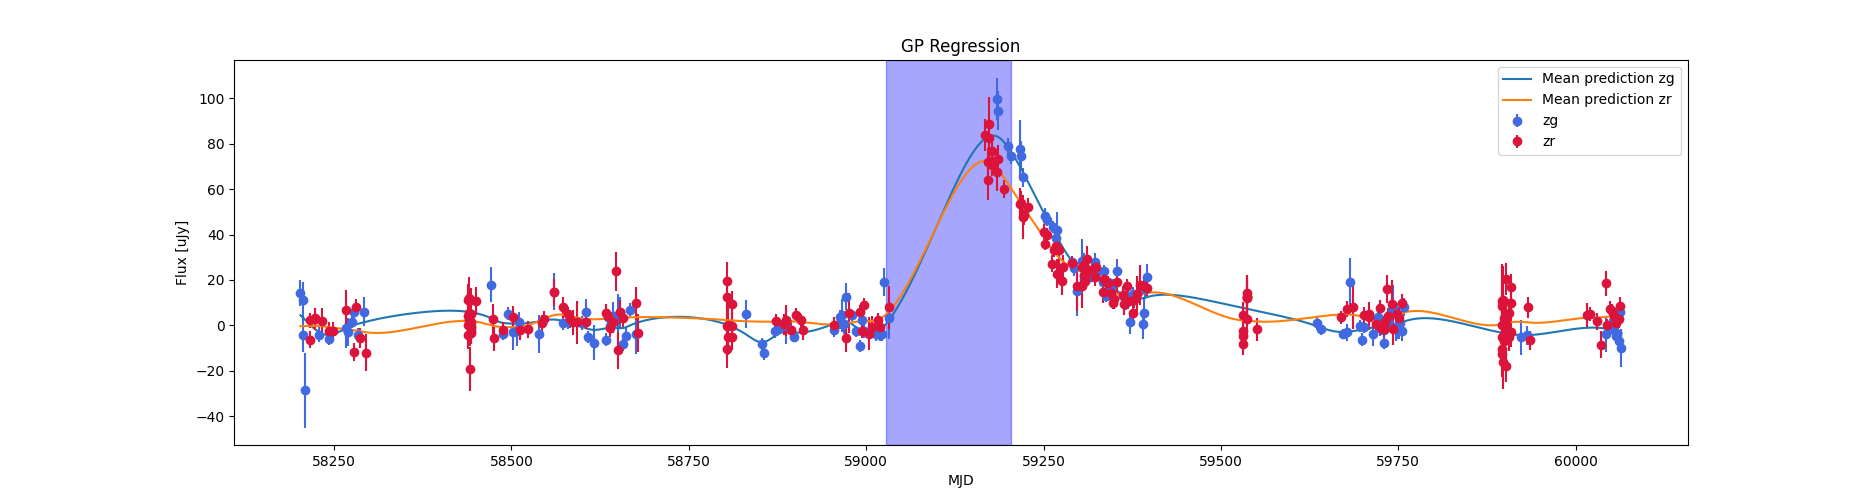 GP Regression
Mean prediction zg
Mean prediction zr
zg
zr
Flux [uJy]
100
80
60
40
20
0
−20
−40
58250
58500
58750
59000
59250
59500
59750
60000
MJD